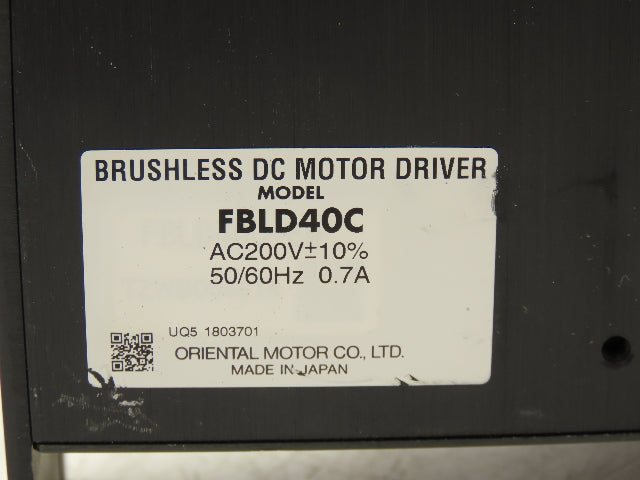 BRUSHLESS DC MOTOR DRIVER
MODEL
FBLD40C
AC200V±10%
50/60Hz 0.7A
UQ5 1803701
ORIENTAL MOTOR CO., LTD.
MADE IN JAPAN